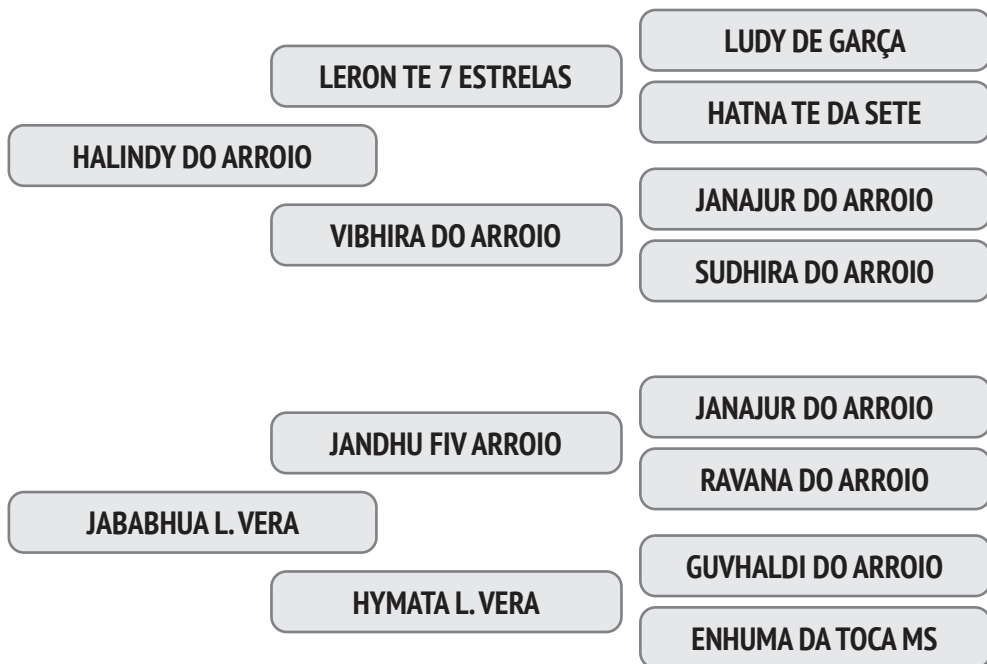 LUDY DE GARÇA
LERON TE 7 ESTRELAS
HATNA TE DA SETE
HALINDY DO ARROIO
JANAJUR DO ARROIO
VIBHIRA DO ARROIO
SUDHIRA DO ARROIO
JANAJUR DO ARROIO
JANDHU FIV ARROIO
RAVANA DO ARROIO
JABABHUA L. VERA
GUVHALDI DO ARROIO
HYMATA L. VERA
ENHUMA DA TOCA MS